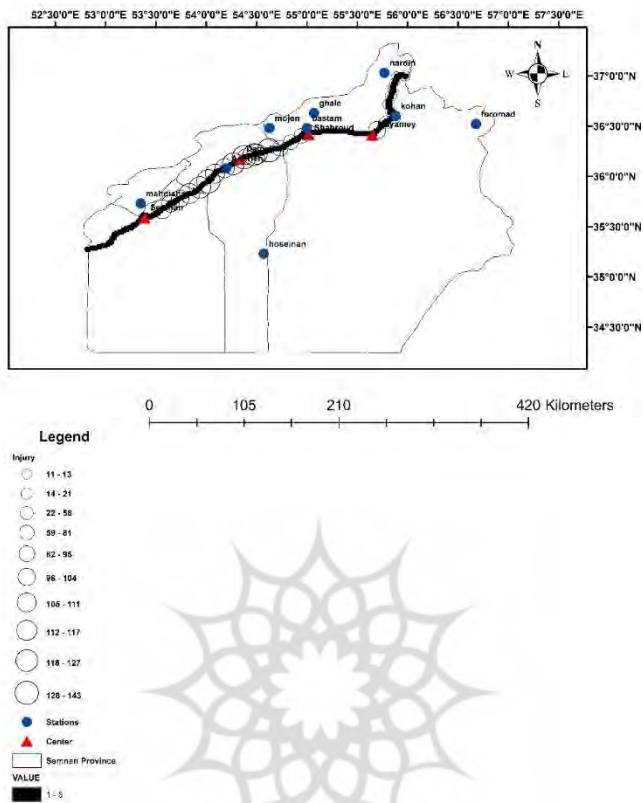 52°30'0"E 53°0'0"E 53°30'0"E 54°0'0"E 54°30'0"E 55°0'0"E 55°30'0"E 56°0'0"E 56°30'0"E 57°0'0"E 57°30'0"E
N
W
S
nardin
37°0'0"N
ghale
kohan
mojen
bastam
foromad
36°30'0"N
Shahroud
36°0'0"N
35°30'0"N
hoseinan
35°0'0"N
34°30'0"N
0 105 210 420 Kilometers
Legend
Injury
11 - 13
14 - 21
22 - 58
59 - 81
82 - 95
96 - 104
105 - 111
112 - 117
118 - 127
128 - 143
Stations
Center
Semnan Province
VALUE
1 - 5